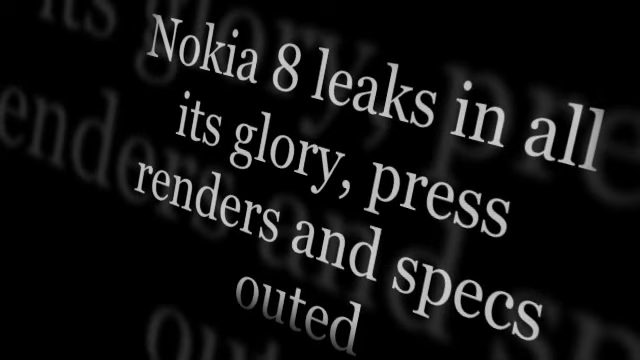 Nokia 8 leaks in all
its glory, press
renders and specs
outed